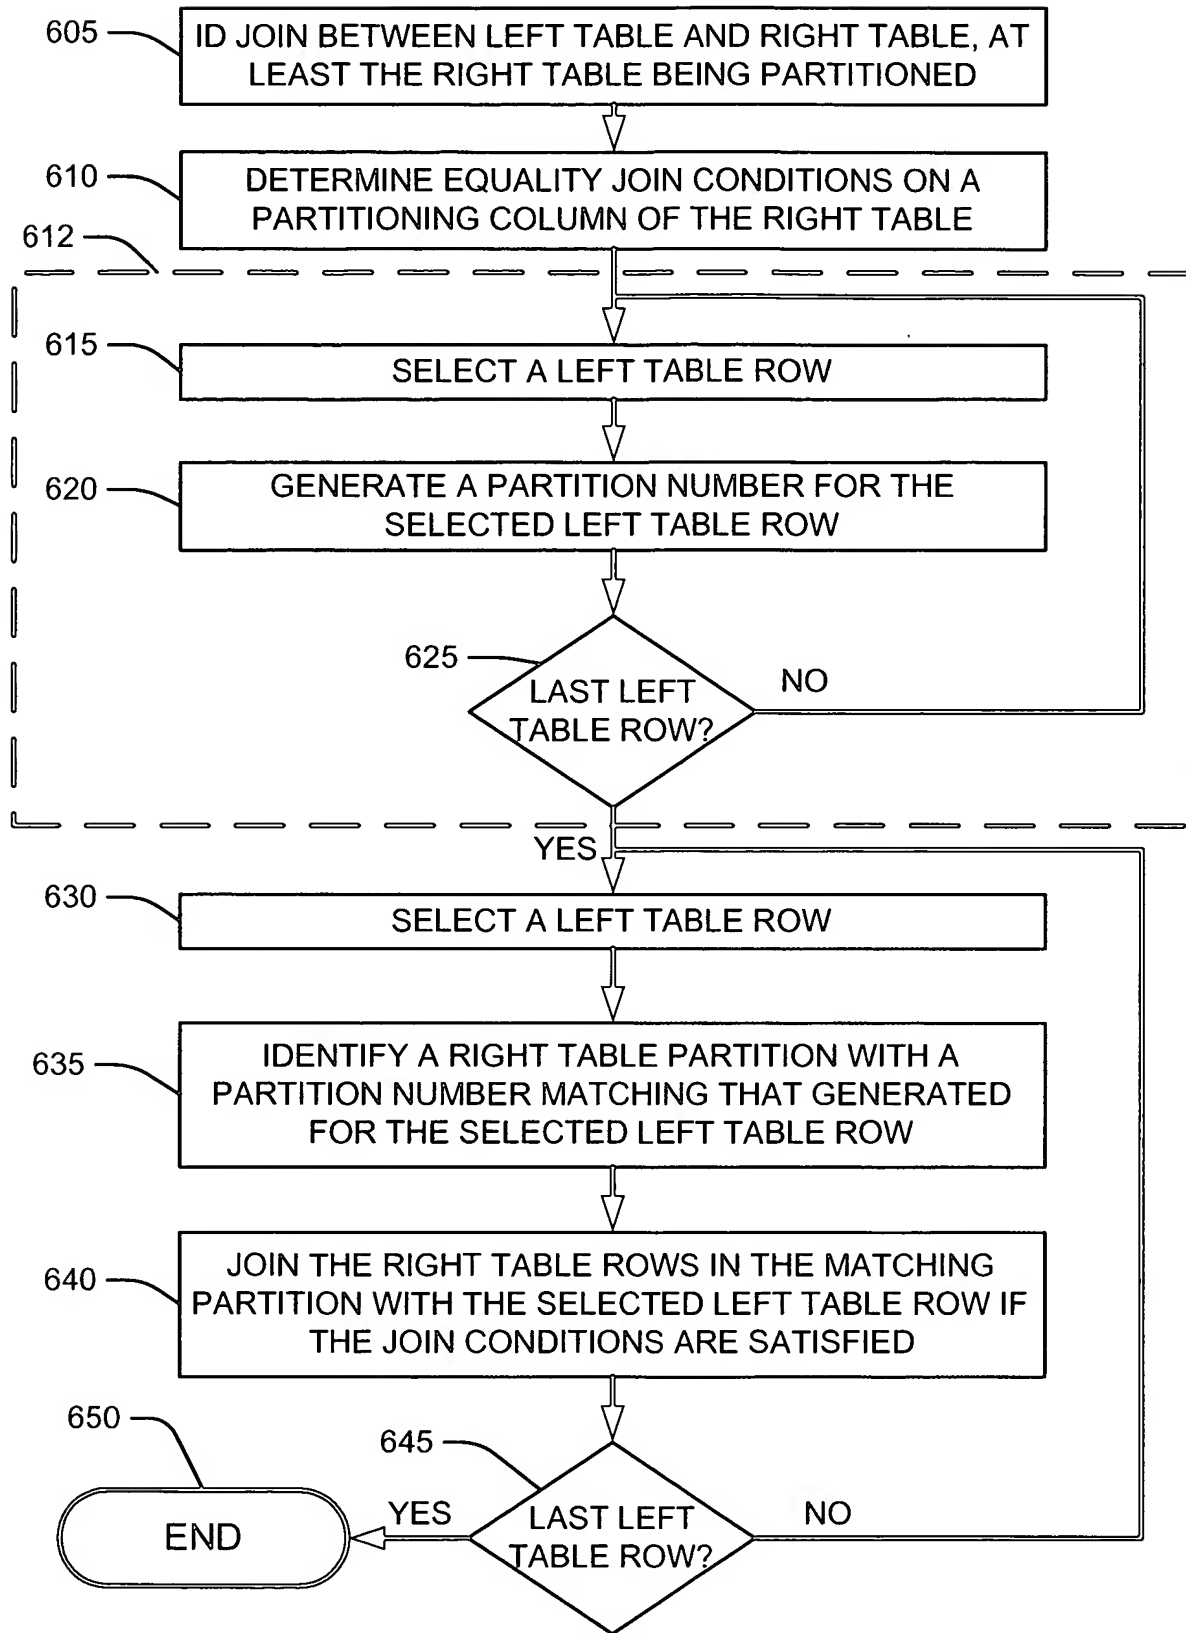 605
ID JOIN BETWEEN LEFT TABLE AND RIGHT TABLE, AT
LEAST THE RIGHT TABLE BEING PARTITIONED
610
DETERMINE EQUALITY JOIN CONDITIONS ON A
PARTITIONING COLUMN OF THE RIGHT TABLE
612
615
SELECT A LEFT TABLE ROW
620
GENERATE A PARTITION NUMBER FOR THE
SELECTED LEFT TABLE ROW
625
LAST LEFT
TABLE ROW?
NO
YES
630
SELECT A LEFT TABLE ROW
635
IDENTIFY A RIGHT TABLE PARTITION WITH A
PARTITION NUMBER MATCHING THAT GENERATED
FOR THE SELECTED LEFT TABLE ROW
640
JOIN THE RIGHT TABLE ROWS IN THE MATCHING
PARTITION WITH THE SELECTED LEFT TABLE ROW IF
THE JOIN CONDITIONS ARE SATISFIED
650
645
END
YES
LAST LEFT
TABLE ROW?
NO